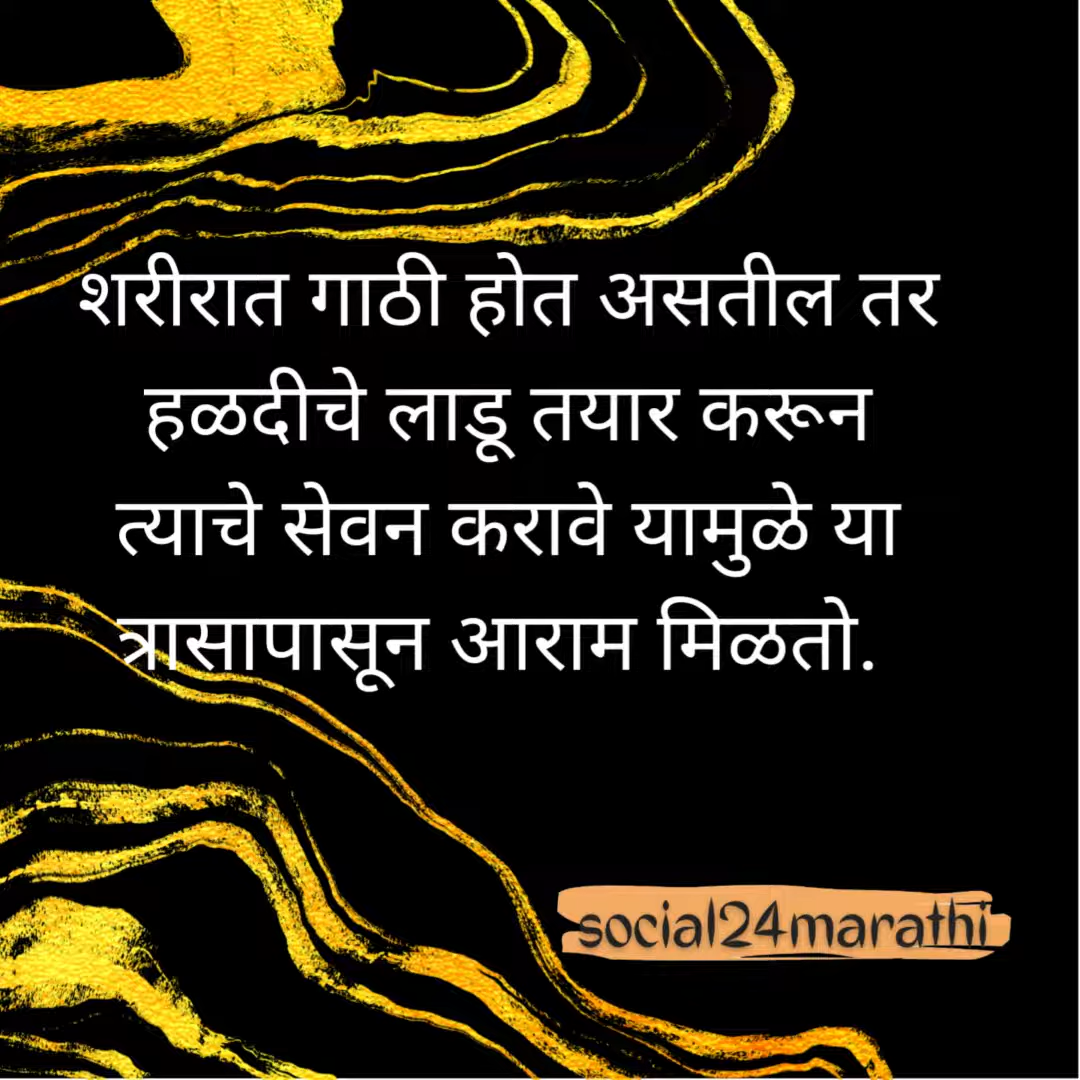 शरीरात गाठी होत असतील तर
हळदीचे लाडू तयार करून
त्याचे सेवन करावे यामुळे या
त्रासापासून आराम मिळतो.
social24marathi